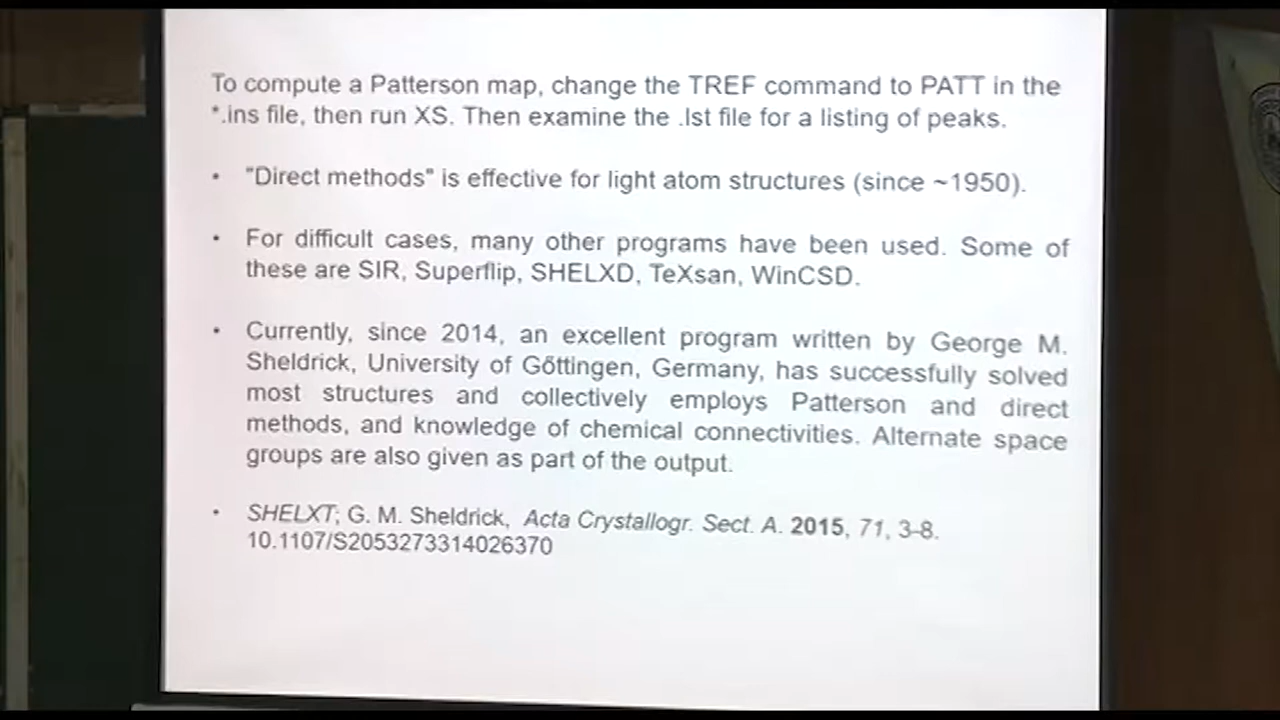 To compute a Patterson map, change the TREF command to PATT in the
*.ins file, then run XS. Then examine the .lst file for a listing of peaks.
• "Direct methods" is effective for light atom structures (since ~1950).
• For difficult cases, many other programs have been used. Some of
these are SIR, Superflip, SHELXD, TeXsan, WinCSD.
• Currently, since 2014, an excellent program written by George M.
Sheldrick, University of Gőttingen, Germany, has successfully solved
most structures and collectively employs Patterson and direct
methods, and knowledge of chemical connectivities. Alternate space
groups are also given as part of the output.
• SHELXT; G. M. Sheldrick, Acta Crystallogr. Sect. A. 2015, 71, 3-8.
10.1107/S2053273314026370